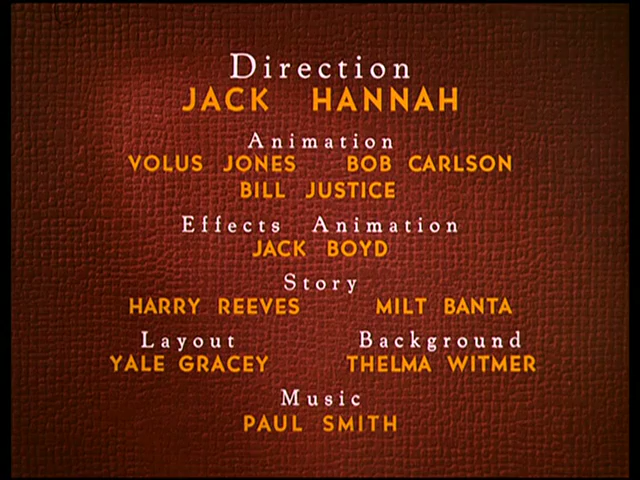 Direction
JACK HANNAH
Animation
VOLUS JONES BOB CARLSON
BILL JUSTICE
Effects Animation
JACK BOYD
Story
HARRY REEVES MILT BANTA
Layout Background
YALE GRACEY THELMA WITMER
Music
PAUL SMITH